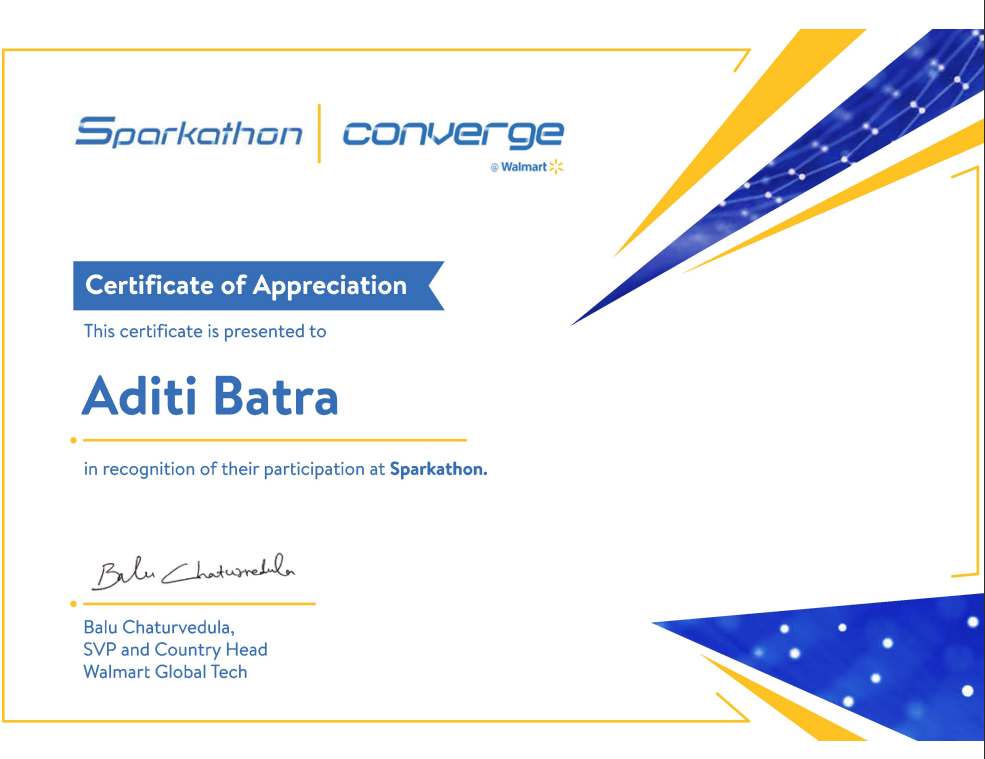 Sparkathon
converge
@ Walmart
Certificate of Appreciation
This certificate is presented to
Aditi Batra
in recognition of their participation at Sparkathon.
Balu Chaturvedula
Balu Chaturvedula,
SVP and Country Head
Walmart Global Tech